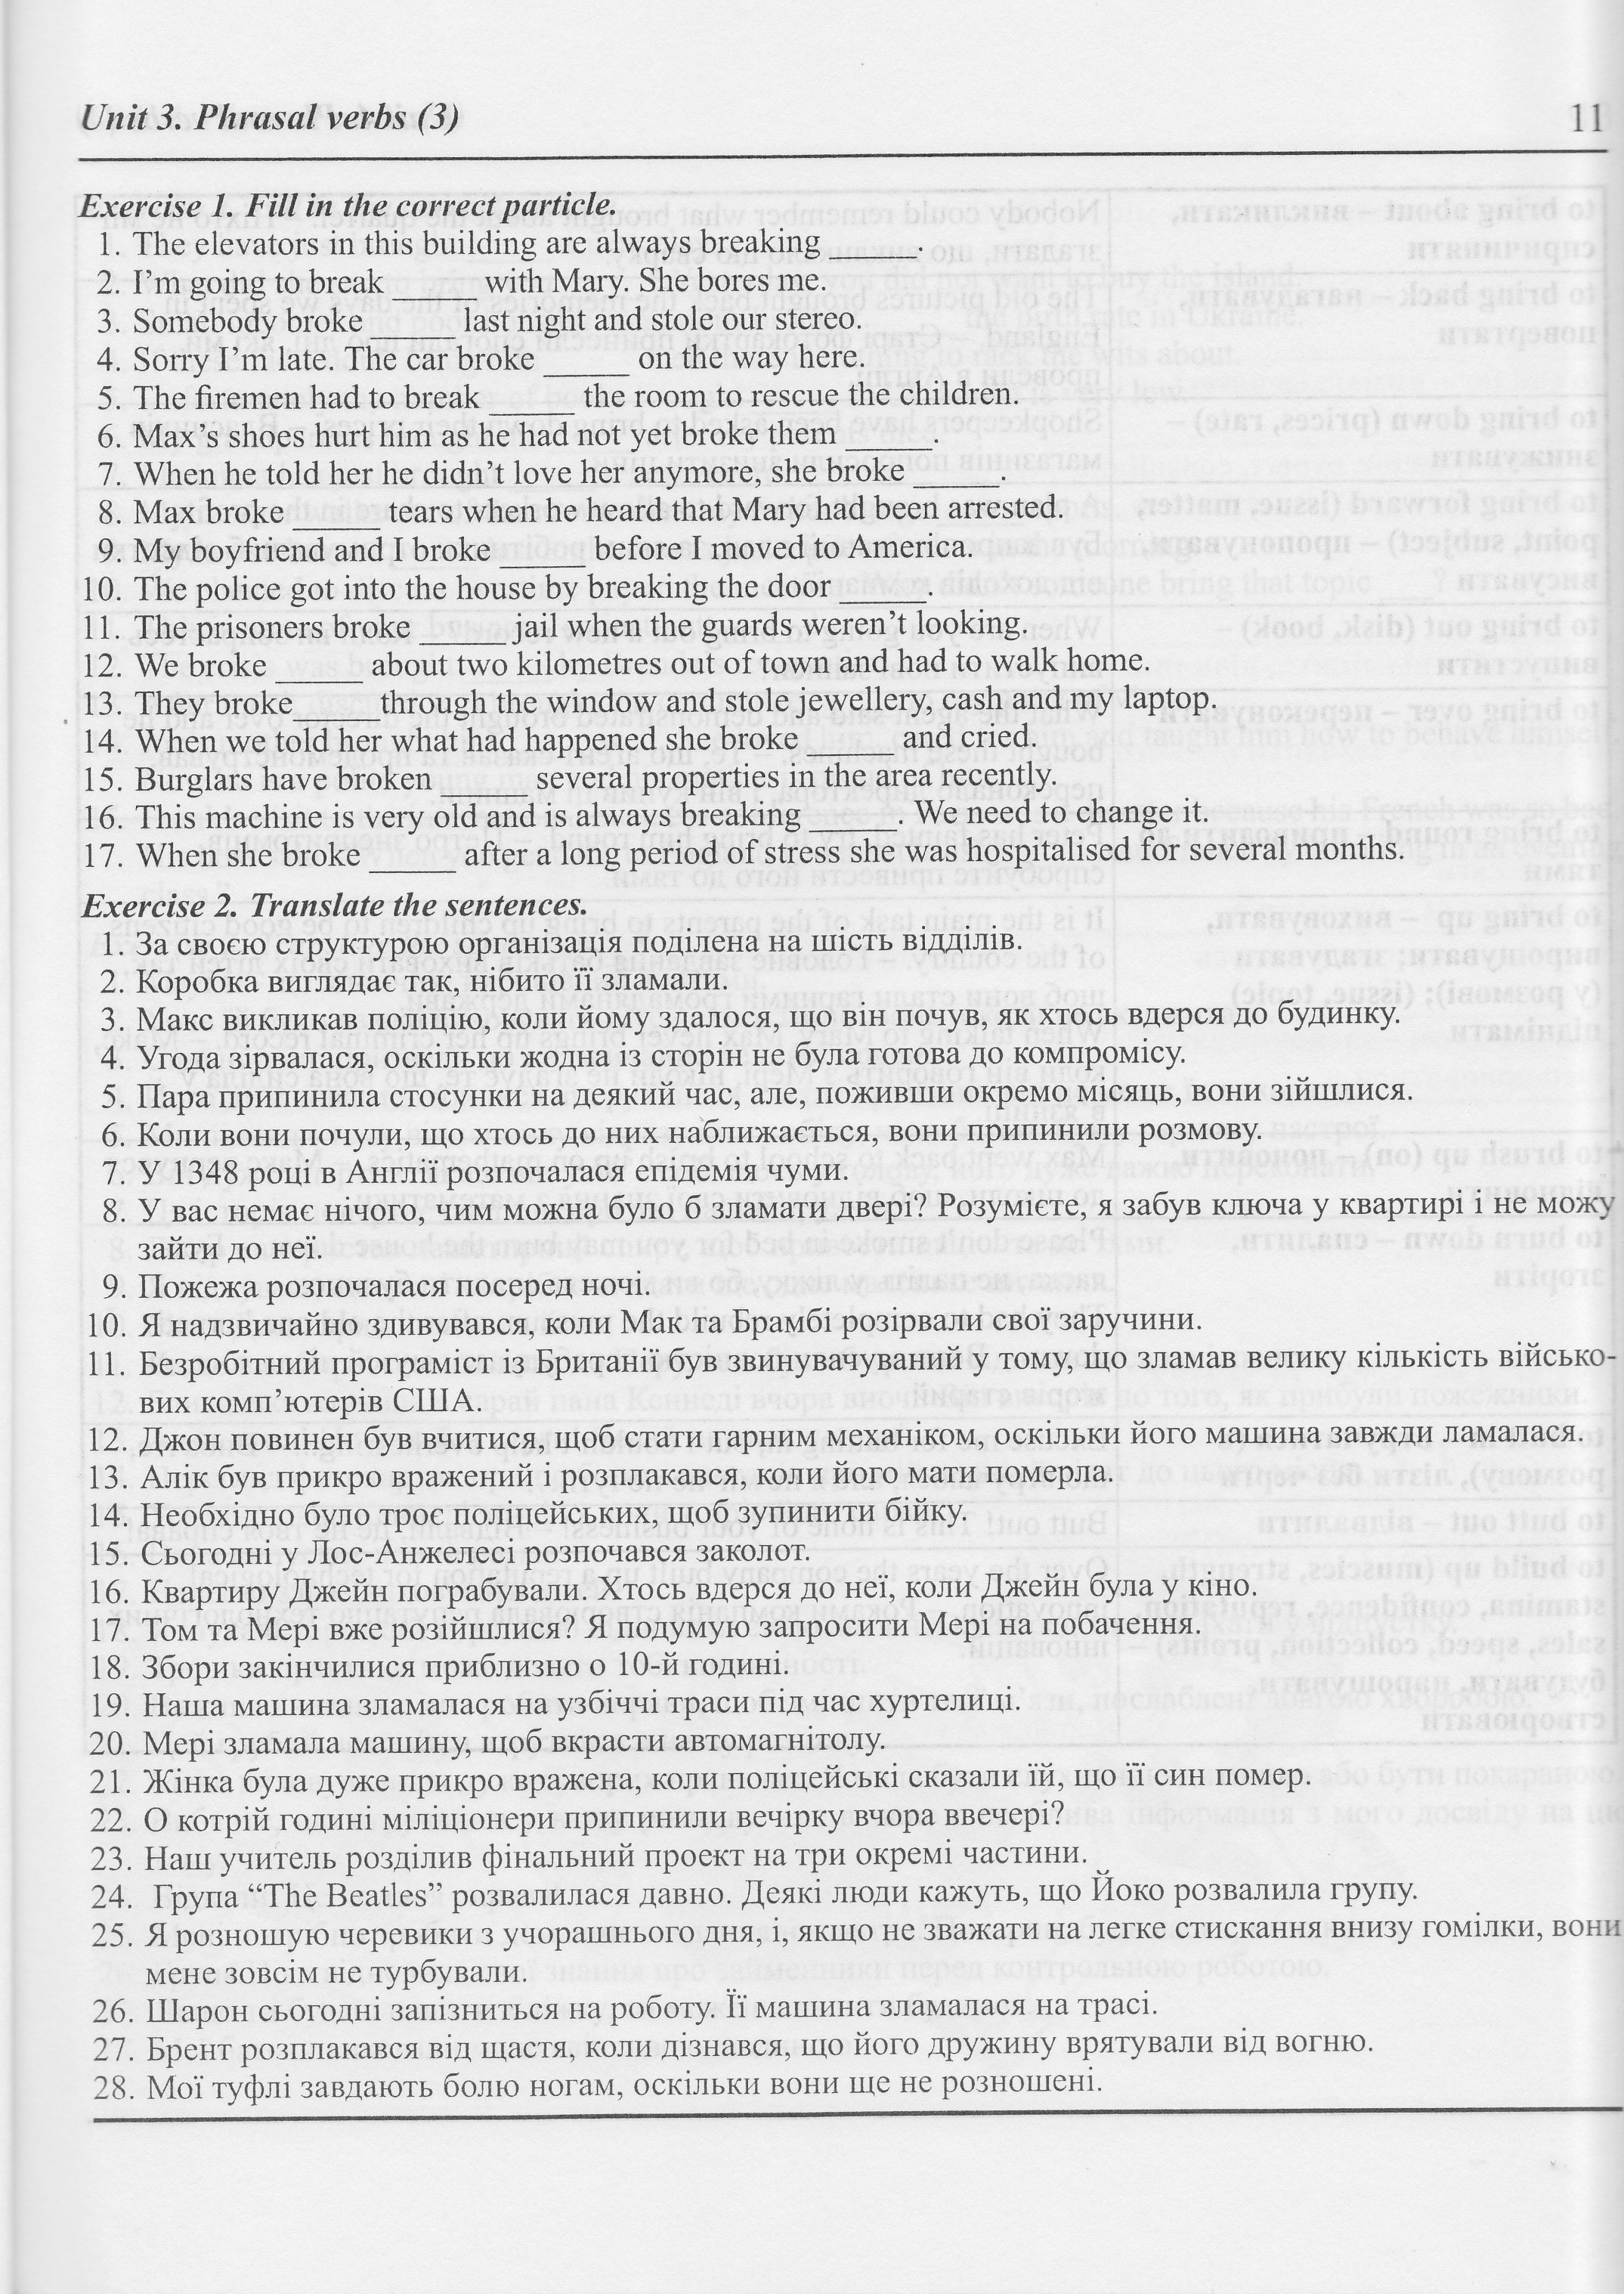 Unit 3. Phrasal verbs (3) 11
Exercise 1. Fill in the correct particle.
1. The elevators in this building are always breaking _____.
2. I'm going to break _____ with Mary. She bores me.
3. Somebody broke _____ last night and stole our stereo.
4. Sorry I'm late. The car broke _____ on the way here.
5. The firemen had to break _____ the room to rescue the children.
6. Max's shoes hurt him as he had not yet broke them _____.
7. When he told her he didn't love her anymore, she broke _____.
8. Max broke _____ tears when he heard that Mary had been arrested.
9. My boyfriend and I broke _____ before I moved to America.
10. The police got into the house by breaking the door _____.
11. The prisoners broke _____ jail when the guards weren't looking.
12. We broke _____ about two kilometres out of town and had to walk home.
13. They broke_____through the window and stole jewellery, cash and my laptop.
14. When we told her what had happened she broke _____ and cried.
15. Burglars have broken _____ several properties in the area recently.
16. This machine is very old and is always breaking _____. We need to change it.
17. When she broke _____ after a long period of stress she was hospitalised for several months.
Exercise 2. Translate the sentences.
1. За своєю структурою організація поділена на шість відділів.
2. Коробка виглядає так, нібито її зламали.
3. Макс викликав поліцію, коли йому здалося, що він почув, як хтось вдерся до будинку.
4. Угода зірвалася, оскільки жодна із сторін не була готова до компромісу.
5. Пара припинила стосунки на деякий час, але, поживши окремо місяць, вони зійшлися.
6. Коли вони почули, що хтось до них наближається, вони припинили розмову.
7. У 1348 році в Англії розпочалася епідемія чуми.
8. У вас немає нічого, чим можна було б зламати двері? Розумієте, я забув ключа у квартирі і не можу
зайти до неї.
9. Пожежа розпочалася посеред ночі.
10. Я надзвичайно здивувався, коли Мак та Брамбі розірвали свої заручини.
11. Безробітний програміст із Британії був звинувачуваний у тому, що зламав велику кількість військо-
вих комп'ютерів США.
12. Джон повинен був вчитися, щоб стати гарним механіком, оскільки його машина завжди ламалася.
13. Алік був прикро вражений і розплакався, коли його мати померла.
14. Необхідно було троє поліцейських, щоб зупинити бійку.
15. Сьогодні у Лос-Анжелесі розпочався заколот.
16. Квартиру Джейн пограбували. Хтось вдерся до неї, коли Джейн була у кіно.
17. Том та Мері вже розійшлися? Я подумую запросити Мері на побачення.
18. Збори закінчилися приблизно о 10-й годині.
19. Наша машина зламалася на узбіччі траси під час хуртелиці.
20. Мері зламала машину, щоб вкрасти автомагнітолу.
21. Жінка була дуже прикро вражена, коли поліцейські сказали їй, що її син помер.
22. О котрій годині міліціонери припинили вечірку вчора ввечері?
23. Наш учитель розділив фінальний проект на три окремі частини.
24. Група "The Beatles" розвалилася давно. Деякі люди кажуть, що Йоко розвалила групу.
25. Я розношую черевики з учорашнього дня, і, якщо не зважати на легке стискання внизу гомілки, вони
мене зовсім не турбували.
26. Шарон сьогодні запізниться на роботу. Її машина зламалася на трасі.
27. Брент розплакався від щастя, коли дізнався, що його дружину врятували від вогню.
28. Мої туфлі завдають болю ногам, оскільки вони ще не розношені.